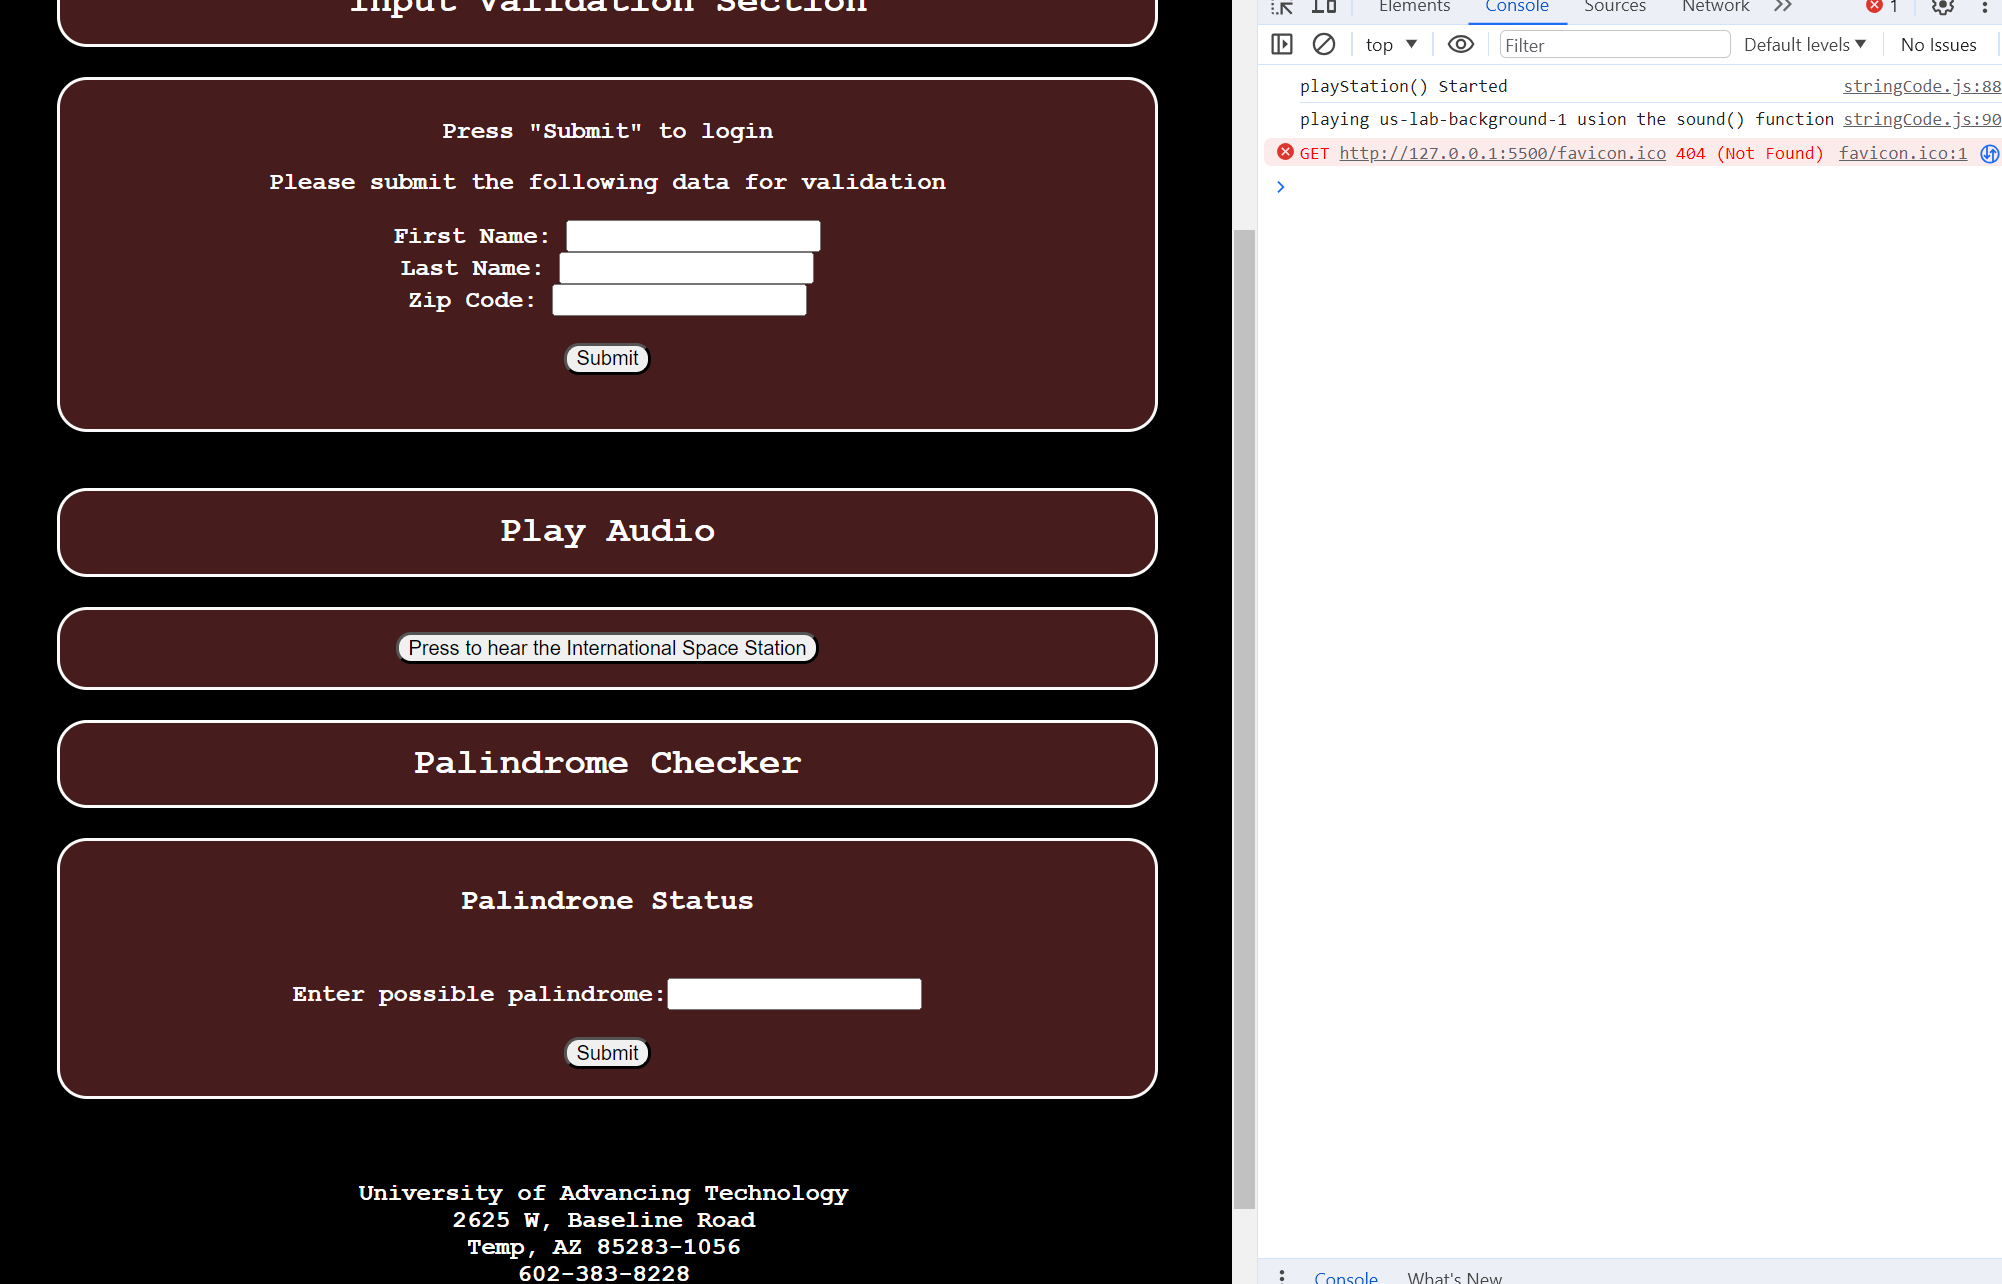 Input Validation Section
Press "Submit" to login
Please submit the following data for validation
First Name:
Last Name:
Zip Code:
Submit
Play Audio
Press to hear the International Space Station
Palindrome Checker
Palindrone Status
Enter possible palindrome:
Submit
University of Advancing Technology
2625 W, Baseline Road
Temp, AZ 85283-1056
602-383-8228
Elements Console Sources Network 1
top Filter Default levels No Issues
playStation() Started stringCode.js:88
playing us-lab-background-1 usion the sound() function stringCode.js:90
GET http://127.0.0.1:5500/favicon.ico 404 (Not Found) favicon.ico:1
Console What's New